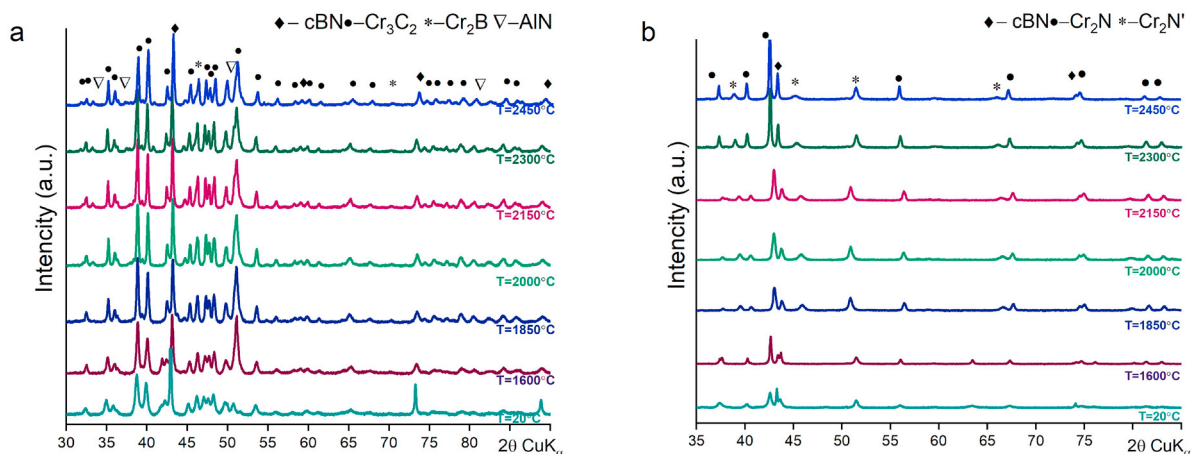 a
♦– cBN●–Cr₃C₂ *–Cr₂B ∇–AlN
Intencity (a.u.)
T=2450°C
T=2300°C
T=2150°C
T=2000°C
T=1850°C
T=1600°C
T=20°C
30 35 40 45 50 55 60 65 70 75 80 85
2θ CuKα
b
♦– cBN●–Cr₂N *–Cr₂N'
Intencity (a.u.)
T=2450°C
T=2300°C
T=2150°C
T=2000°C
T=1850°C
T=1600°C
T=20°C
35 40 45 50 55 60 65 70 75 80
2θ CuKα